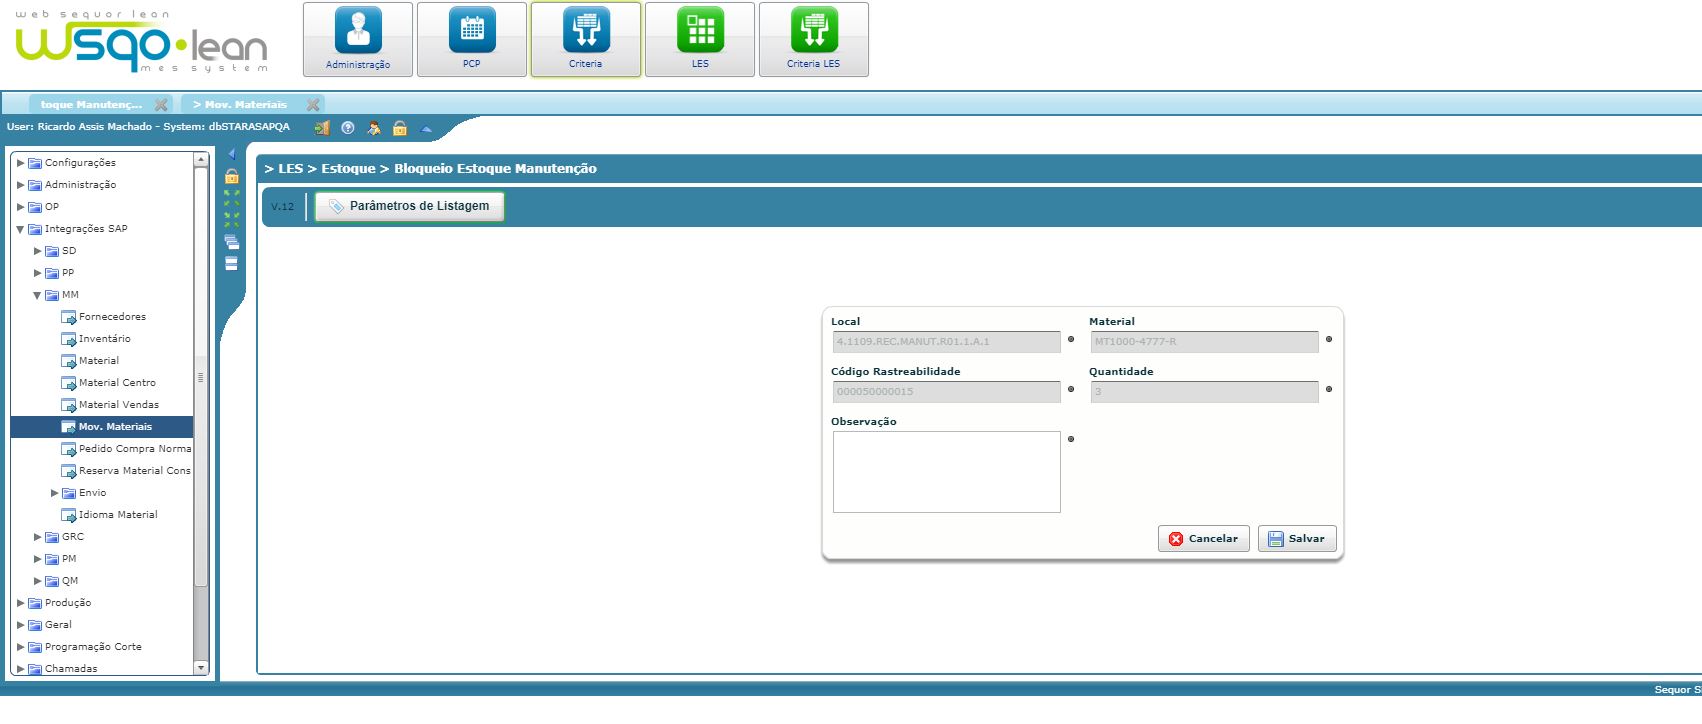 web sequor lean
wsqo•lean
mes system
Administração
PCP
Criteria
LES
Criteria LES
toque Manutenç...
> Mov. Materiais
User: Ricardo Assis Machado - System: dbSTARASAPQA
Configurações
Administração
OP
Integrações SAP
SD
PP
MM
Fornecedores
Inventário
Material
Material Centro
Material Vendas
Mov. Materiais
Pedido Compra Norma
Reserva Material Cons
Envio
Idioma Material
GRC
PM
QM
Produção
Geral
Programação Corte
Chamadas
> LES > Estoque > Bloqueio Estoque Manutenção
V.12
Parâmetros de Listagem
Local
Material
4.1109.REC.MANUT.R01.1.A.1
MT1000-4777-R
Código Rastreabilidade
Quantidade
000050000015
3
Observação
Cancelar
Salvar
Sequor S